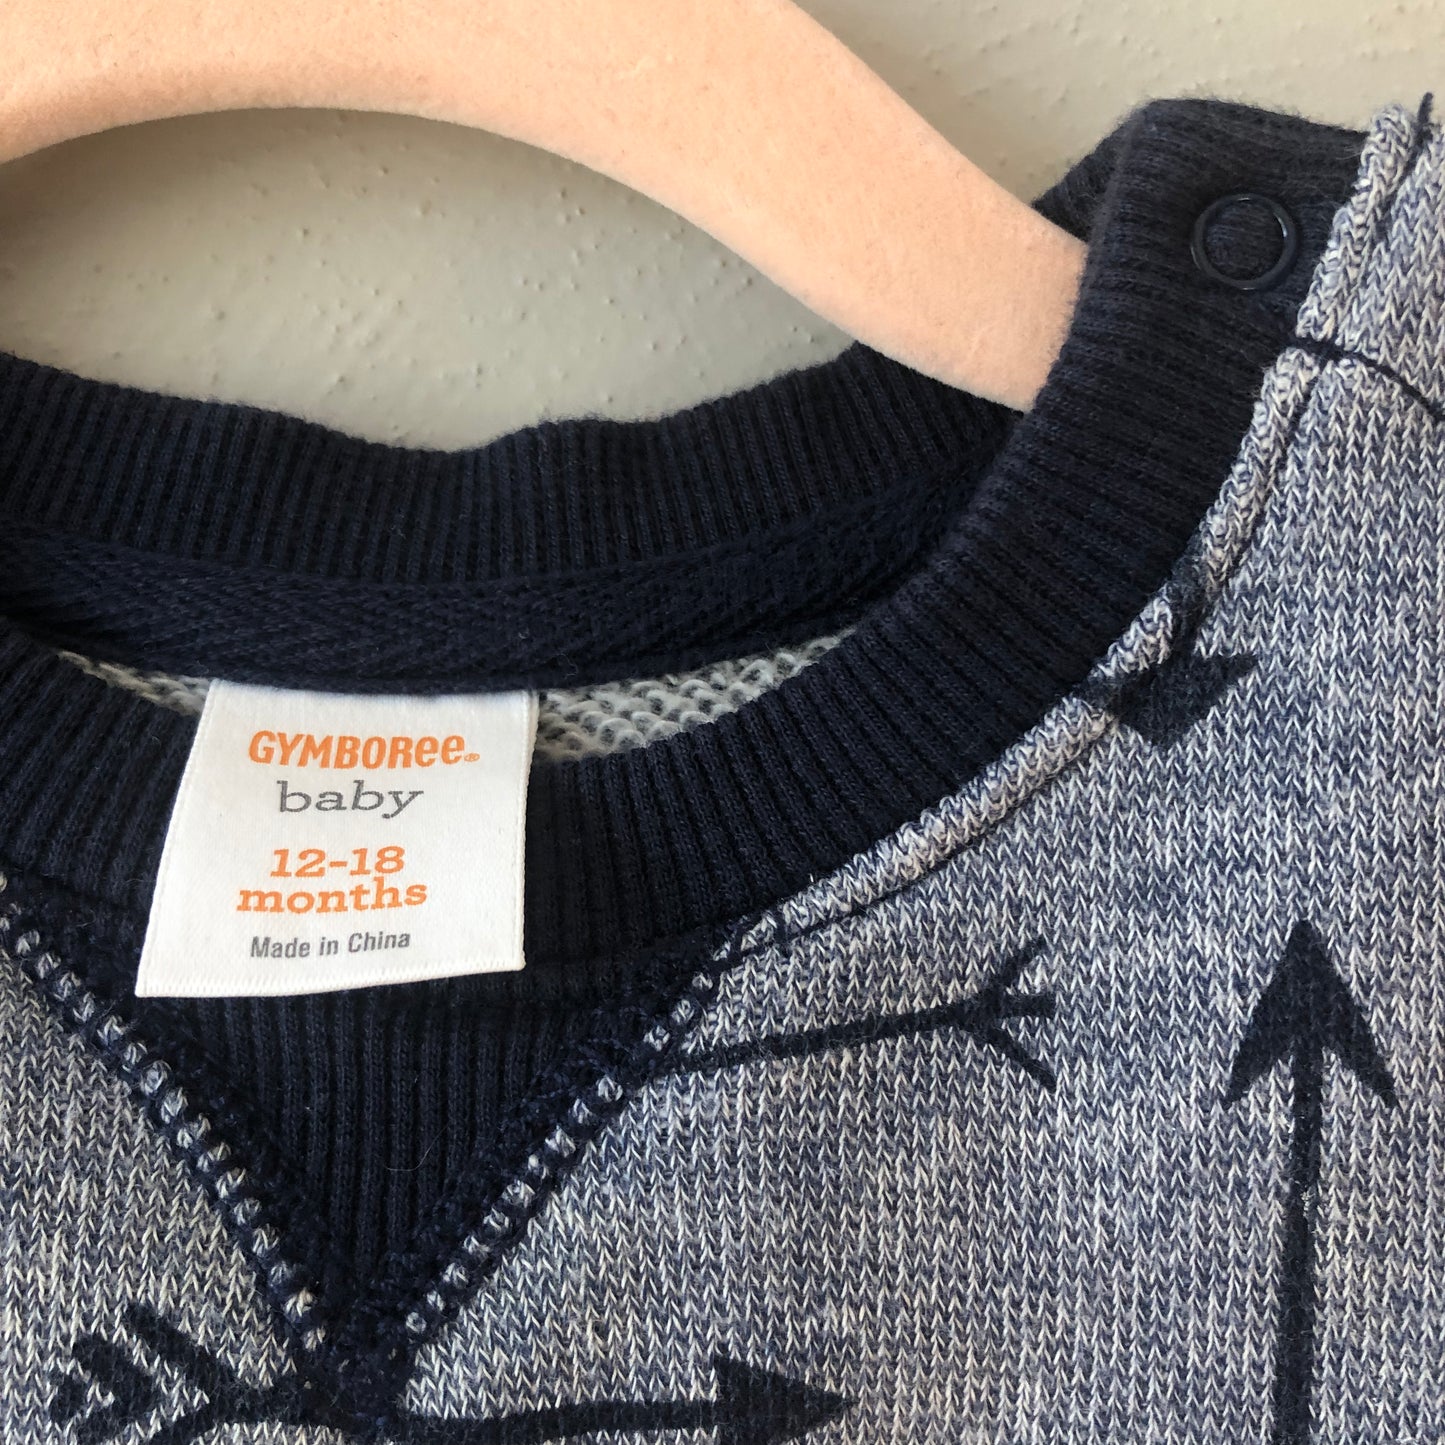 GYMBOREE®
baby
12-18
months
Made in China